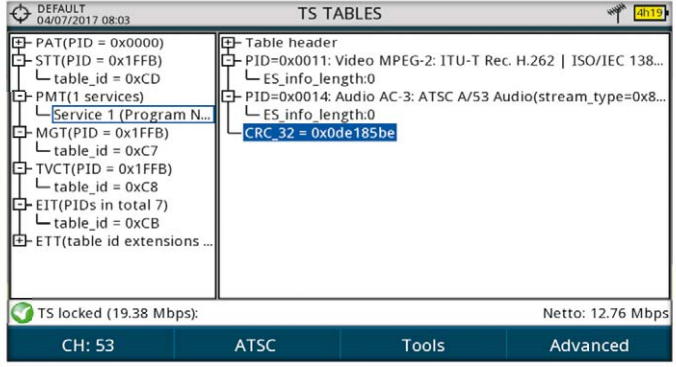 DEFAULT
04/07/2017 08:03
TS TABLES
4h19
PAT(PID = 0x0000)
STT(PID = 0x1FFB)
table_id = 0xCD
PMT(1 services)
Service 1 (Program N...
MGT(PID = 0x1FFB)
table_id = 0xC7
TVCT(PID = 0x1FFB)
table_id = 0xC8
EIT(PIDs in total 7)
table_id = 0xCB
ETT(table id extensions ...
Table header
PID=0x0011: Video MPEG-2: ITU-T Rec. H.262 | ISO/IEC 138...
ES_info_length:0
PID=0x0014: Audio AC-3: ATSC A/53 Audio(stream_type=0x8...
ES_info_length:0
CRC_32 = 0x0de185be
TS locked (19.38 Mbps):
Netto: 12.76 Mbps
CH: 53
ATSC
Tools
Advanced